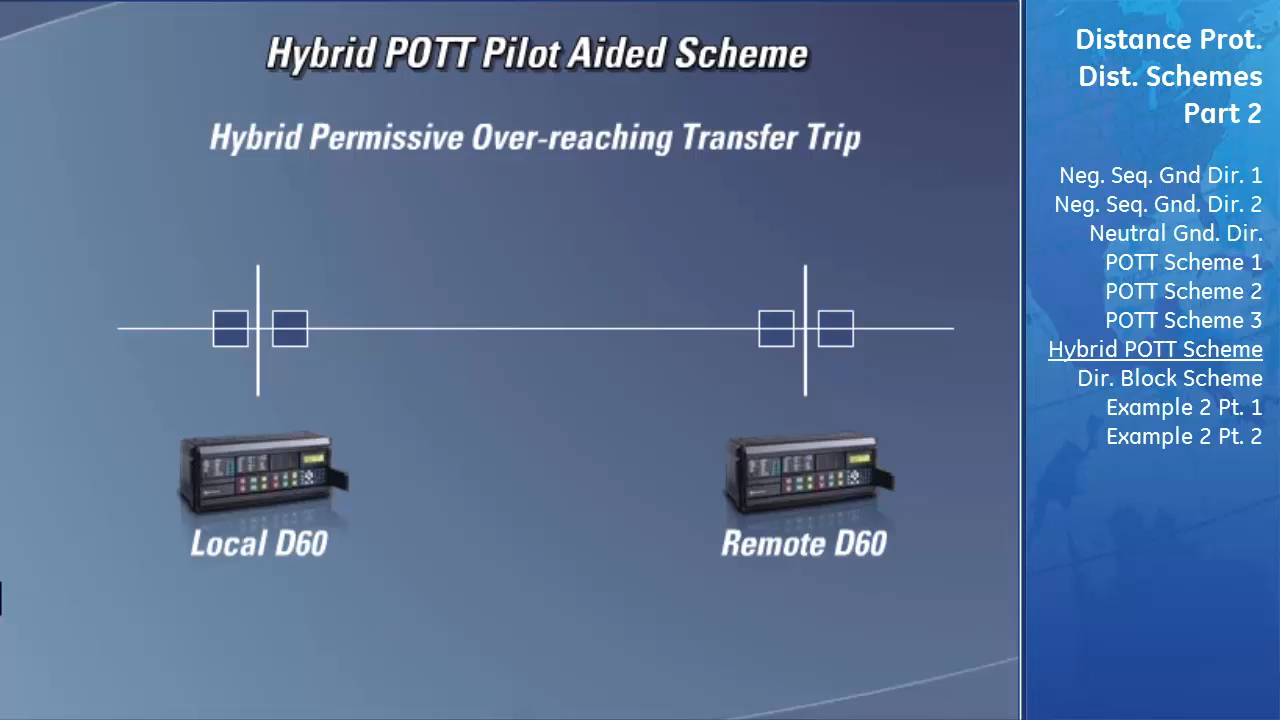 Hybrid POTT Pilot Aided Scheme
Hybrid Permissive Over-reaching Transfer Trip
Local D60
Remote D60
Distance Prot.
Dist. Schemes
Part 2
Neg. Seq. Gnd Dir. 1
Neg. Seq. Gnd. Dir. 2
Neutral Gnd. Dir.
POTT Scheme 1
POTT Scheme 2
POTT Scheme 3
Hybrid POTT Scheme
Dir. Block Scheme
Example 2 Pt. 1
Example 2 Pt. 2